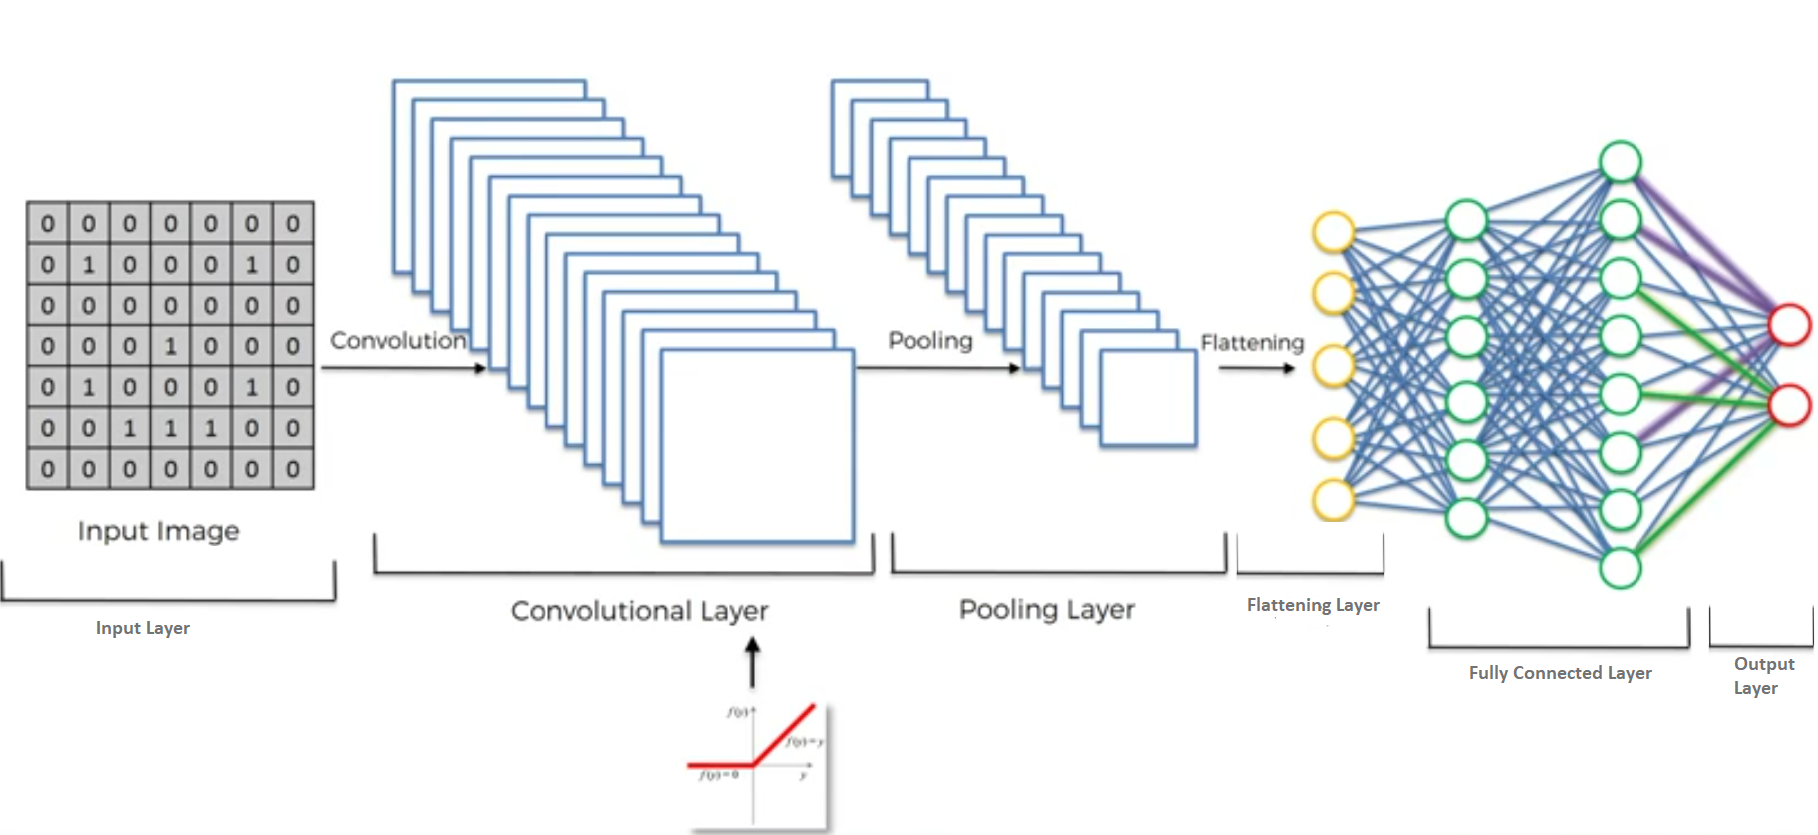 0 0 0 0 0 0 0
0 1 0 0 0 1 0
0 0 0 0 0 0 0
0 0 0 1 0 0 0
0 1 0 0 0 1 0
0 0 1 1 1 0 0
0 0 0 0 0 0 0
Input Image
Input Layer
Convolution
Convolutional Layer
Pooling
Pooling Layer
Flattening
Flattening Layer
Fully Connected Layer
Output
Layer
f(y)
f(y)=y
f(y)=0
y